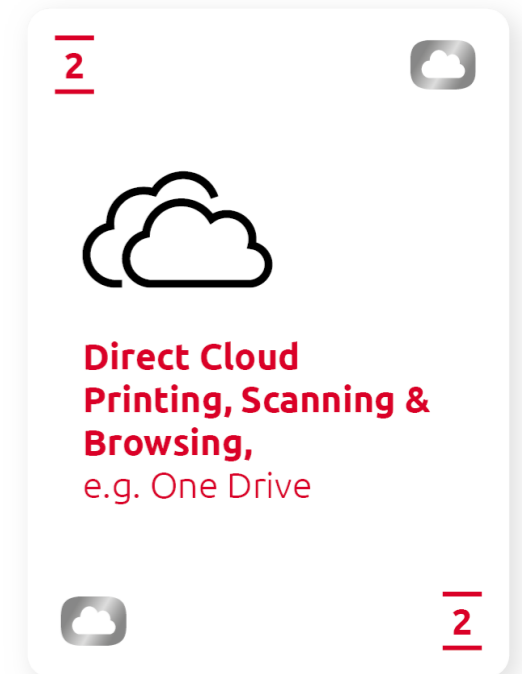 2
Direct Cloud
Printing, Scanning &
Browsing,
e.g. One Drive
2